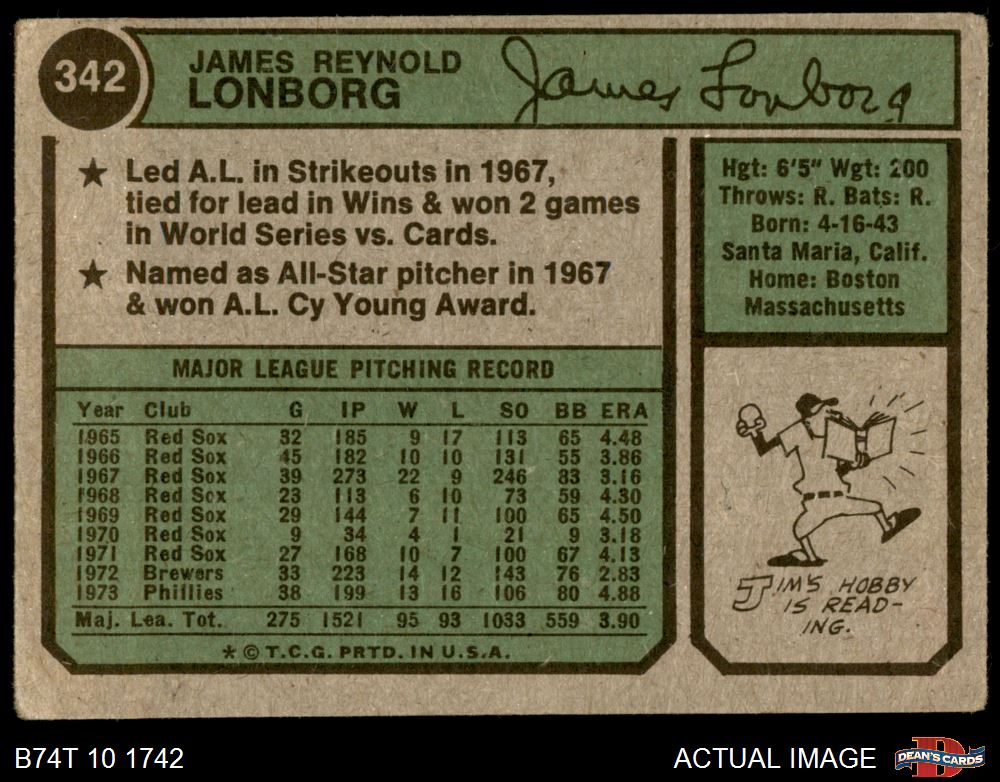 342
JAMES REYNOLD
LONBORG
James Lonborg
★ Led A.L. in Strikeouts in 1967,
tied for lead in Wins & won 2 games
in World Series vs. Cards.
★ Named as All-Star pitcher in 1967
& won A.L. Cy Young Award.
Hgt: 6'5" Wgt: 200
Throws: R. Bats: R.
Born: 4-16-43
Santa Maria, Calif.
Home: Boston
Massachusetts
MAJOR LEAGUE PITCHING RECORD
Year Club G IP W L SO BB ERA
1965 Red Sox 32 185 9 17 113 65 4.48
1966 Red Sox 45 182 10 10 131 55 3.86
1967 Red Sox 39 273 22 9 246 83 3.16
1968 Red Sox 23 113 6 10 73 59 4.30
1969 Red Sox 29 144 7 11 100 65 4.50
1970 Red Sox 9 34 4 1 21 9 3.18
1971 Red Sox 27 168 10 7 100 67 4.13
1972 Brewers 33 223 14 12 143 76 2.83
1973 Phillies 38 199 13 16 106 80 4.88
Maj. Lea. Tot. 275 1521 95 93 1033 559 3.90
* © T.C.G. PRTD. IN U.S.A.
JIM'S HOBBY
IS READ-
ING.
B74T 10 1742
ACTUAL IMAGE
D
DEAN'S CARDS